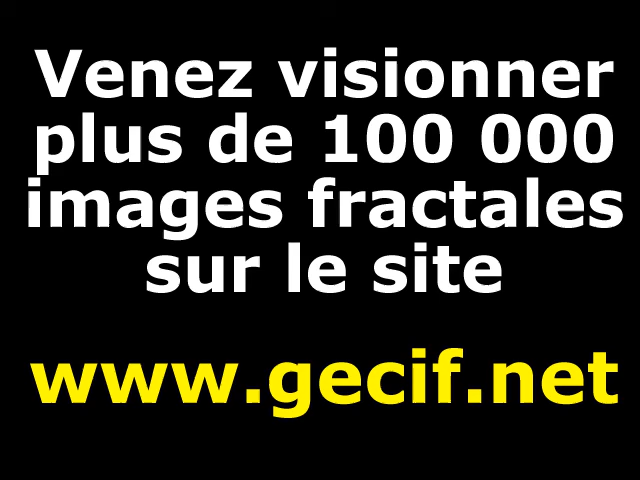 Venez visionner
plus de 100 000
images fractales
sur le site
www.gecif.net